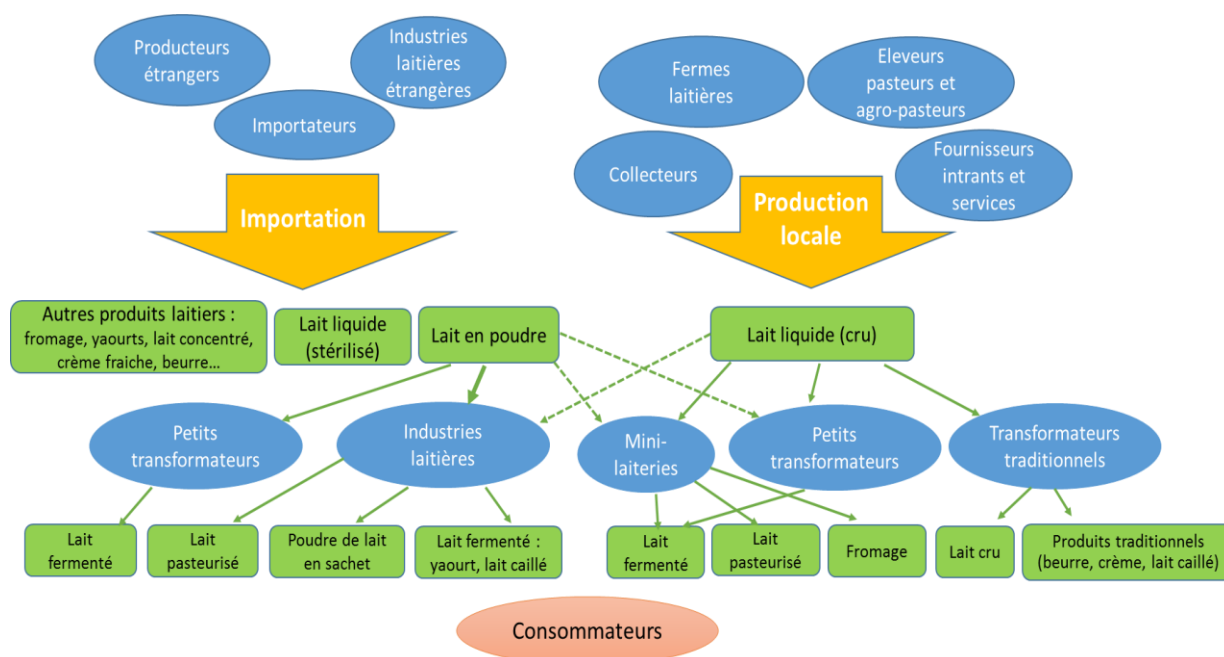 Producteurs
étrangers
Industries
laitières
étrangères
Importateurs
Fermes
laitières
Eleveurs
pasteurs et
agro-pasteurs
Collecteurs
Fournisseurs
intrants et
services
Importation
Production
locale
Autres produits laitiers :
fromage, yaourts, lait concentré,
crème fraiche, beurre...
Lait liquide
(stérilisé)
Lait en poudre
Lait liquide (cru)
Petits
transformateurs
Industries
laitières
Mini-
laiteries
Petits
transformateurs
Transformateurs
traditionnels
Lait
fermenté
Lait
pasteurisé
Poudre de lait
en sachet
Lait fermenté :
yaourt, lait caillé
Lait
fermenté
Lait
pasteurisé
Fromage
Lait cru
Produits traditionnels
(beurre, crème, lait caillé)
Consommateurs